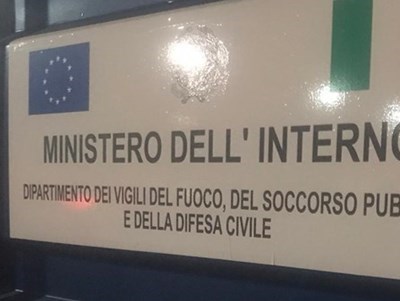 MINISTERO DELL' INTERNO
DIPARTIMENTO DEI VIGILI DEL FUOCO, DEL SOCCORSO PUB
E DELLA DIFESA CIVILE